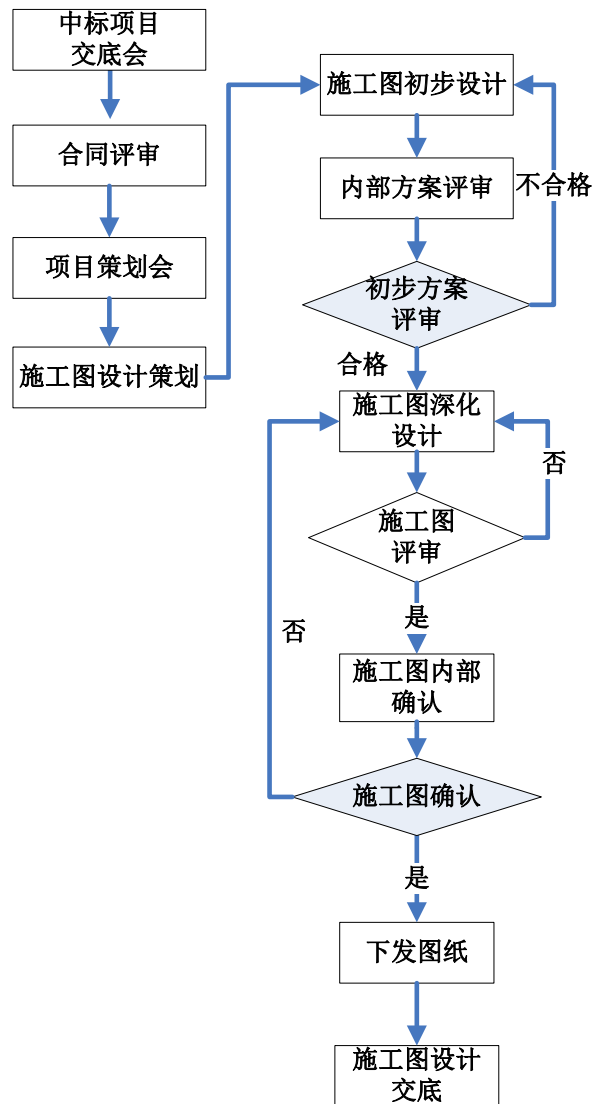 中标项目
交底会
合同评审
项目策划会
施工图设计策划
施工图初步设计
内部方案评审
不合格
初步方案
评审
合格
施工图深化
设计
否
施工图
评审
是
否
施工图内部
确认
施工图确认
是
下发图纸
施工图设计
交底